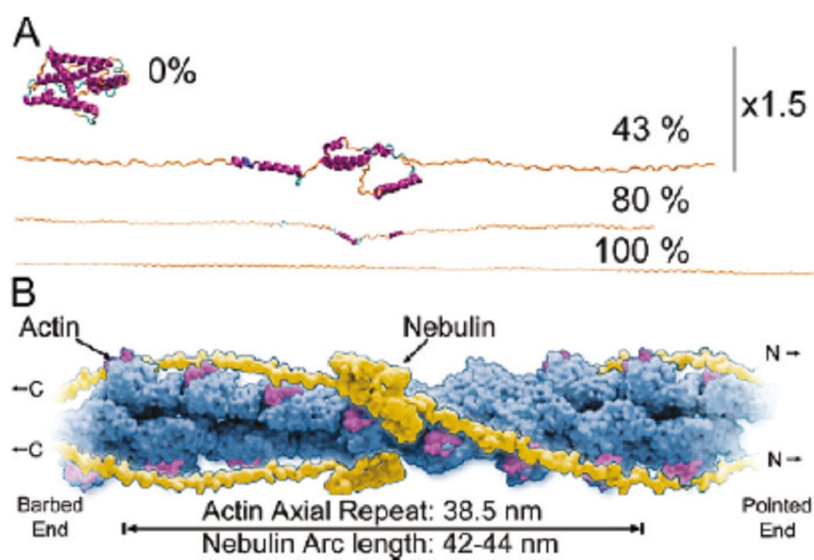 A
0%
x1.5
43 %
80 %
100 %
B
Actin
Nebulin
N→
←C
←C
N→
Barbed
End
Actin Axial Repeat: 38.5 nm
Nebulin Arc length: 42-44 nm
Pointed
End